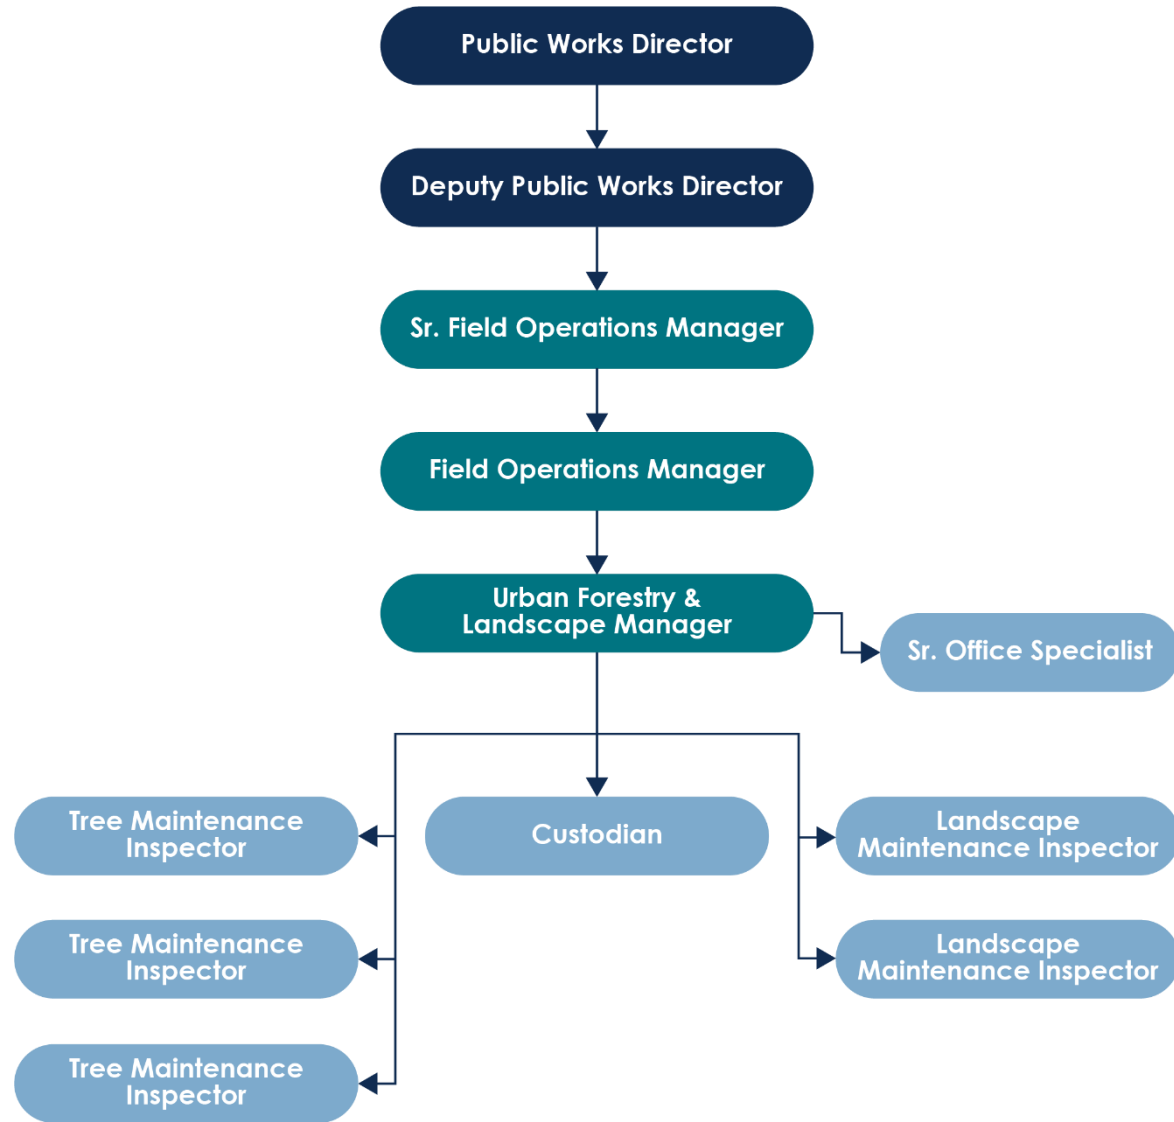 Public Works Director
Deputy Public Works Director
Sr. Field Operations Manager
Field Operations Manager
Urban Forestry &
Landscape Manager
Sr. Office Specialist
Tree Maintenance
Inspector
Custodian
Landscape
Maintenance Inspector
Tree Maintenance
Inspector
Landscape
Maintenance Inspector
Tree Maintenance
Inspector